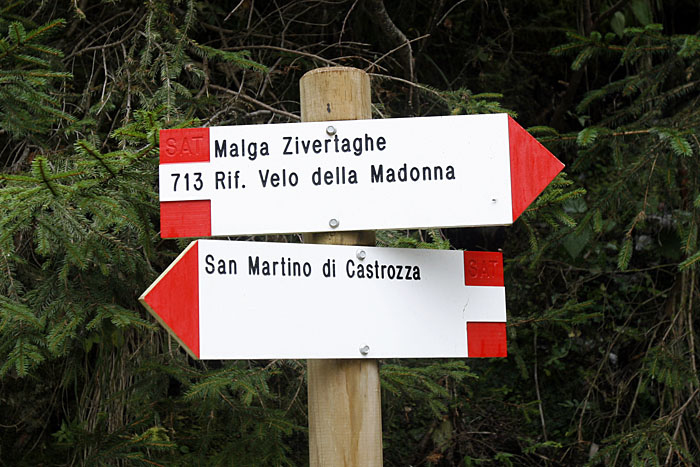 SAT Malga Zivertaghe
713 Rif. Velo della Madonna
San Martino di Castrozza SAT